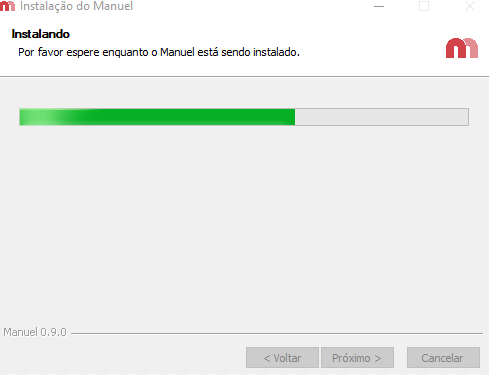 Instalação do Manuel
Instalando
Por favor espere enquanto o Manuel está sendo instalado.
Manuel 0.9.0
< Voltar
Próximo >
Cancelar